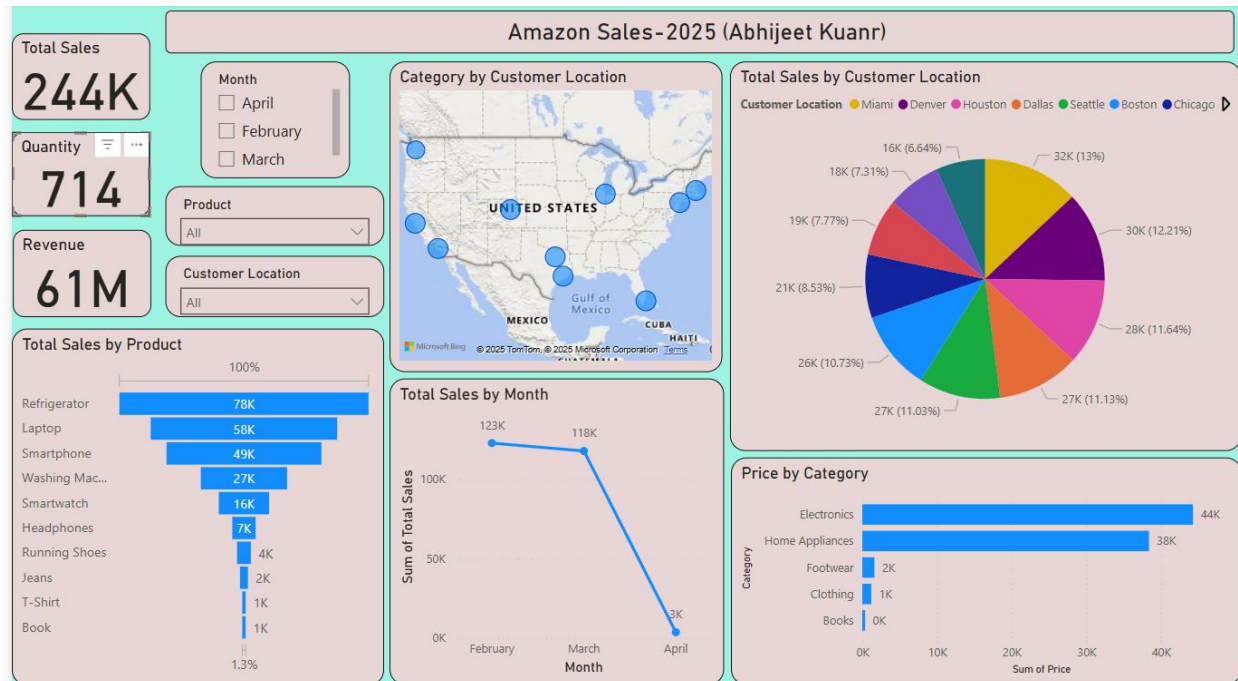 Amazon Sales-2025 (Abhijeet Kuanr)
Total Sales
244K
Quantity
714
Revenue
61M
Month
April
February
March
Product
All
Customer Location
All
Category by Customer Location
UNITED STATES
MEXICO
Gulf of
Mexico
CUBA
HAITI
Microsoft Bing
© 2025 TomTom, © 2025 Microsoft Corporation Terms
Total Sales by Customer Location
Customer Location Miami Denver Houston Dallas Seattle Boston Chicago
32K (13%)
30K (12.21%)
28K (11.64%)
27K (11.13%)
27K (11.03%)
26K (10.73%)
21K (8.53%)
19K (7.77%)
18K (7.31%)
16K (6.64%)
Total Sales by Product
100%
Refrigerator 78K
Laptop 58K
Smartphone 49K
Washing Mac... 27K
Smartwatch 16K
Headphones 7K
Running Shoes 4K
Jeans 2K
T-Shirt 1K
Book 1K
1.3%
Total Sales by Month
Sum of Total Sales
100K
50K
0K
123K
118K
3K
February March April
Month
Price by Category
Category
Electronics 44K
Home Appliances 38K
Footwear 2K
Clothing 1K
Books 0K
0K 10K 20K 30K 40K
Sum of Price